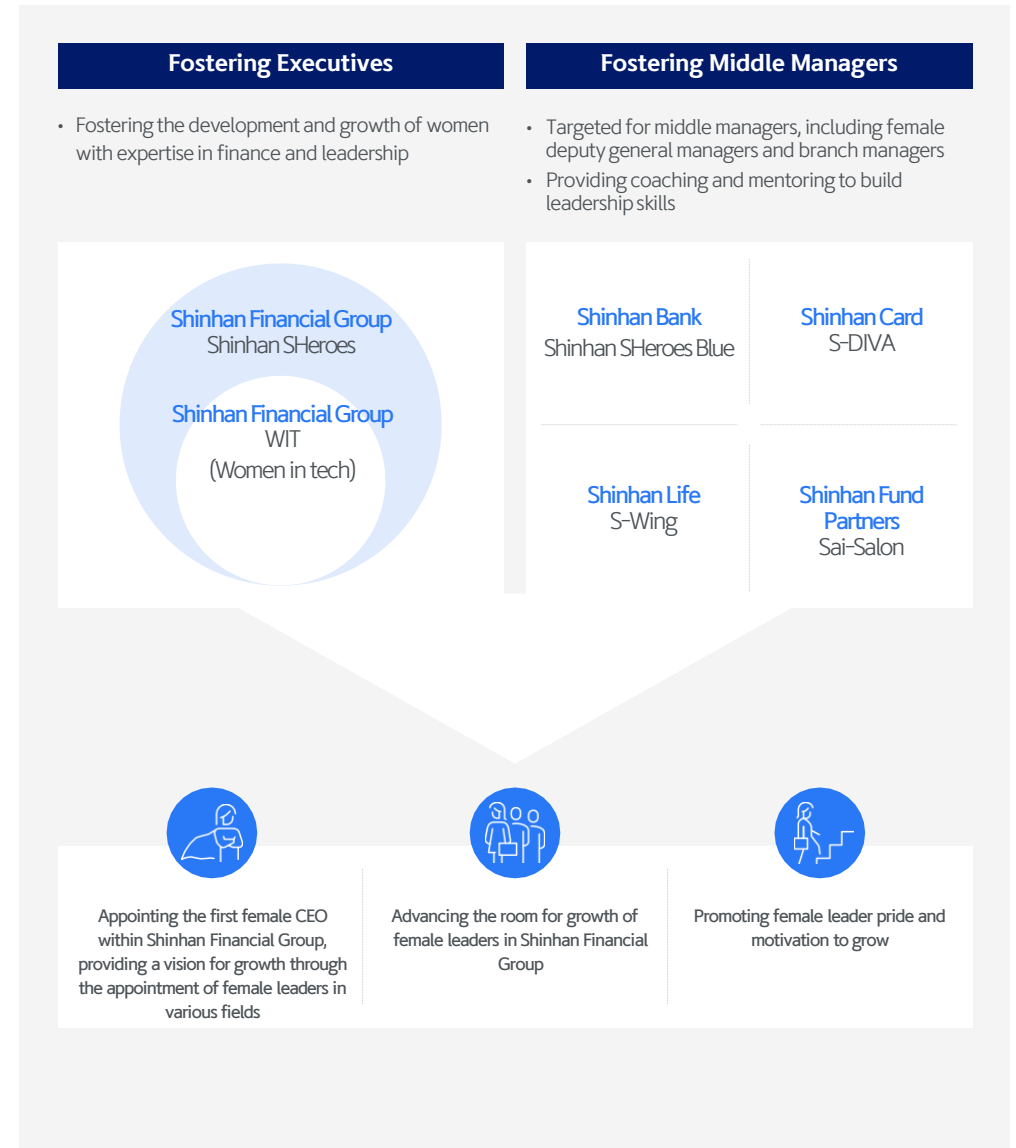 Fostering Executives
• Fostering the development and growth of women
with expertise in finance and leadership
Shinhan Financial Group
Shinhan SHeroes
Shinhan Financial Group
WIT
(Women in tech)
Fostering Middle Managers
• Targeted for middle managers, including female
deputy general managers and branch managers
• Providing coaching and mentoring to build
leadership skills
Shinhan Bank
Shinhan SHeroes Blue
Shinhan Card
S-DIVA
Shinhan Life
S-Wing
Shinhan Fund
Partners
Sai-Salon
Appointing the first female CEO
within Shinhan Financial Group,
providing a vision for growth through
the appointment of female leaders in
various fields
Advancing the room for growth of
female leaders in Shinhan Financial
Group
Promoting female leader pride and
motivation to grow